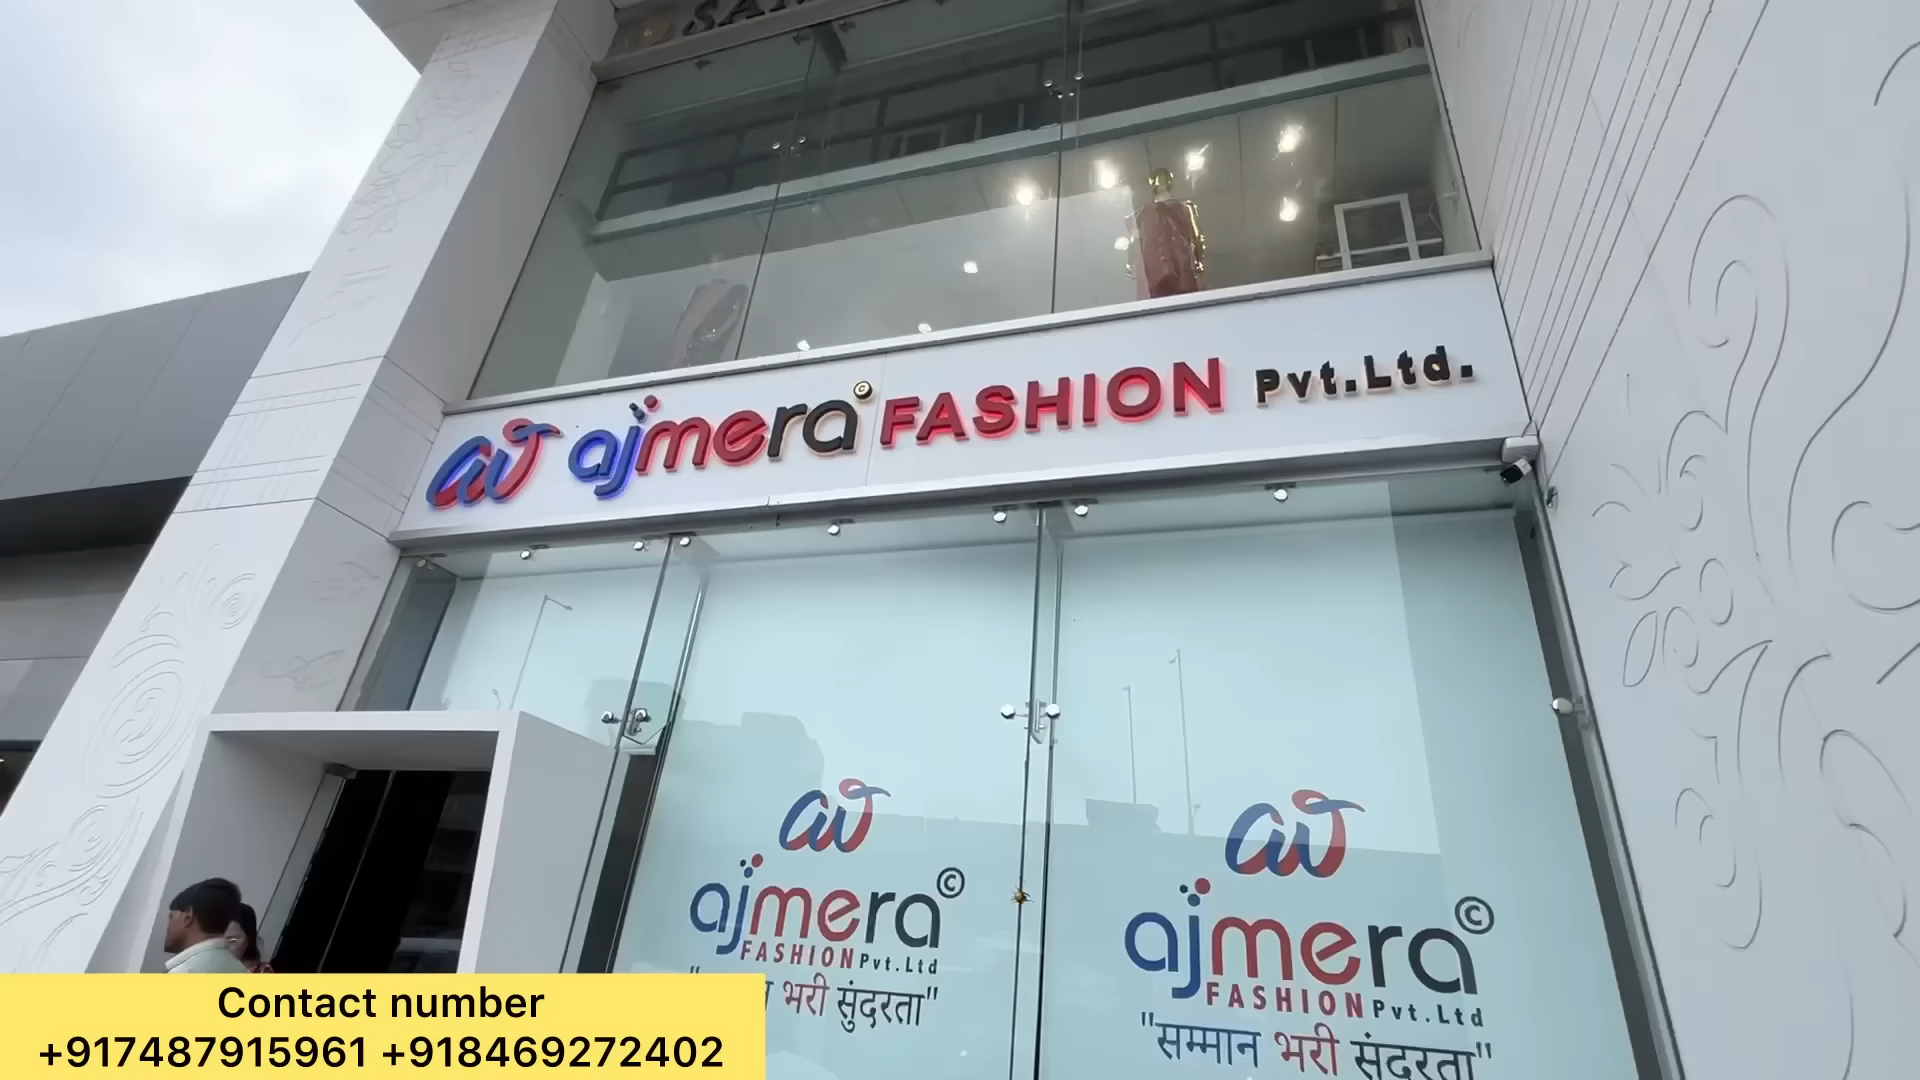 ajmera© FASHION Pvt.Ltd.
ajmera©
FASHION Pvt.Ltd
भरी सुंदरता"
ajmera©
FASHION Pvt.Ltd
"सम्मान भरी सुंदरता"
Contact number
+917487915961 +918469272402